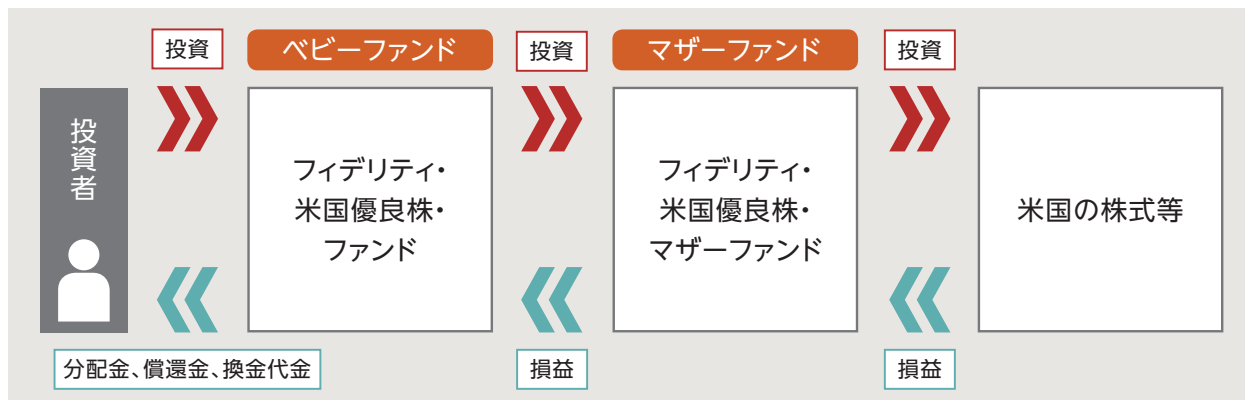 投資
ベビーファンド
投資
マザーファンド
投資
投資者
フィデリティ・
米国優良株・
ファンド
フィデリティ・
米国優良株・
マザーファンド
米国の株式等
分配金、償還金、換金代金
損益
損益